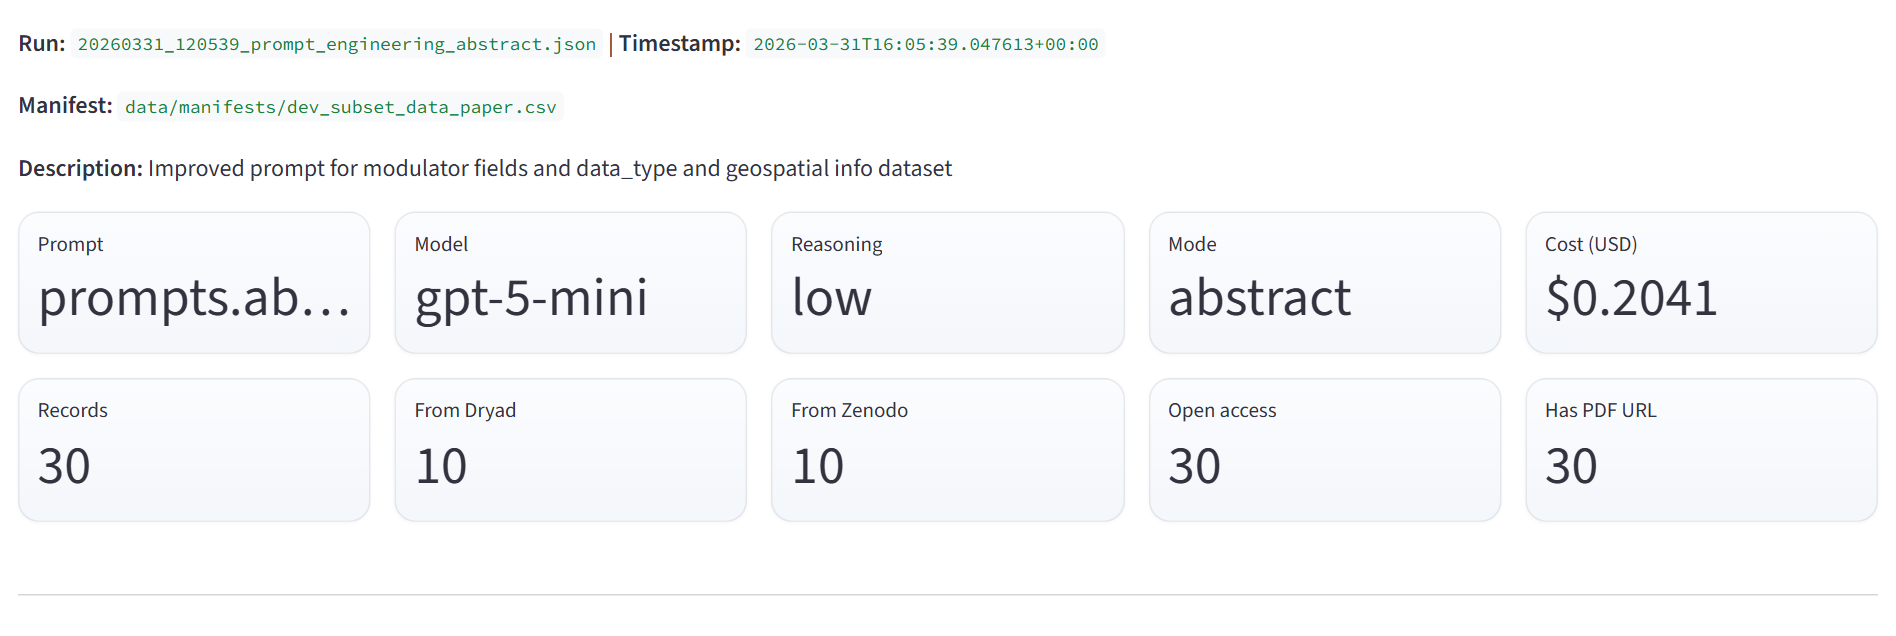 Run: 20260331_120539_prompt_engineering_abstract.json | Timestamp: 2026-03-31T16:05:39.047613+00:00
Manifest: data/manifests/dev_subset_data_paper.csv
Description: Improved prompt for modulator fields and data_type and geospatial info dataset
Prompt
prompts.ab...
Model
gpt-5-mini
Reasoning
low
Mode
abstract
Cost (USD)
$0.2041
Records
30
From Dryad
10
From Zenodo
10
Open access
30
Has PDF URL
30